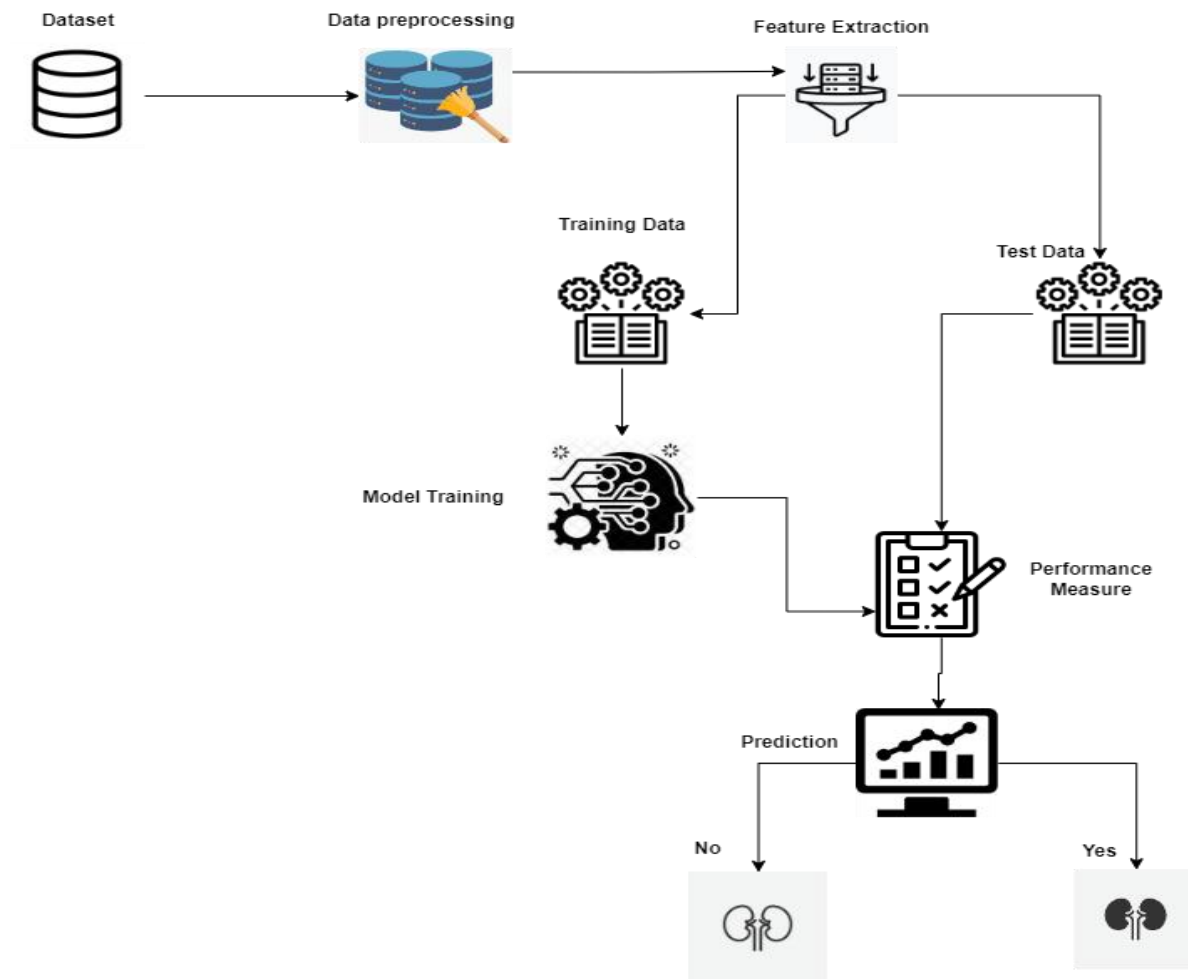 Dataset
Data preprocessing
Feature Extraction
Training Data
Test Data
Model Training
Performance
Measure
Prediction
No
Yes